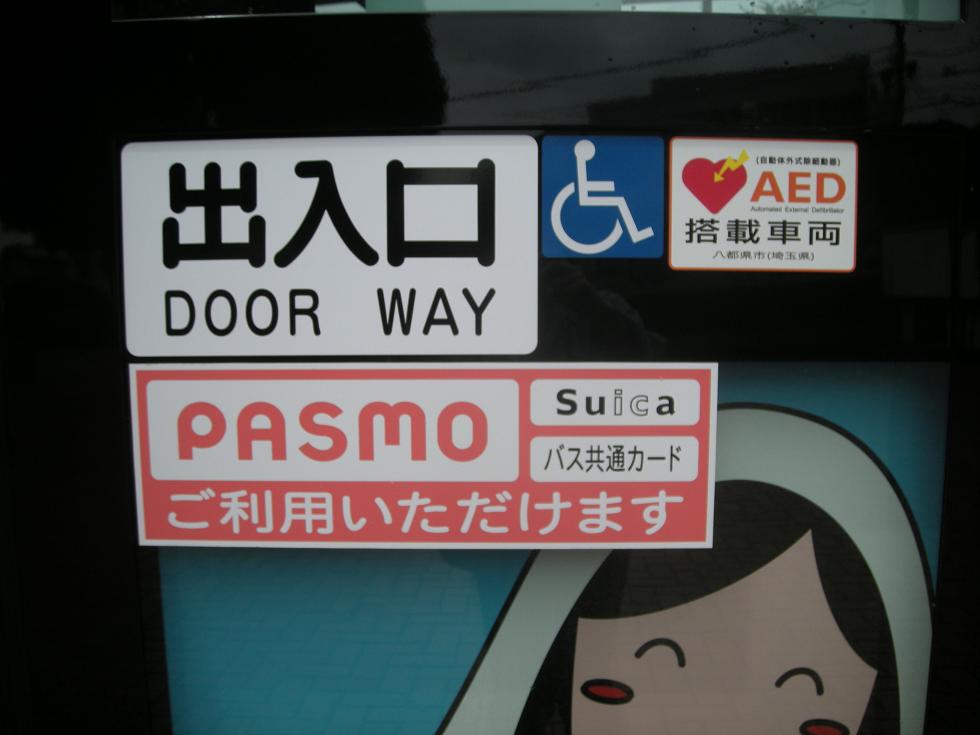 出入口
DOOR WAY
(自動体外式除細動器)
AED
Automated External Defibrillator
搭載車両
八都県市(埼玉県)
PASMO
Suica
バス共通カード
ご利用いただけます